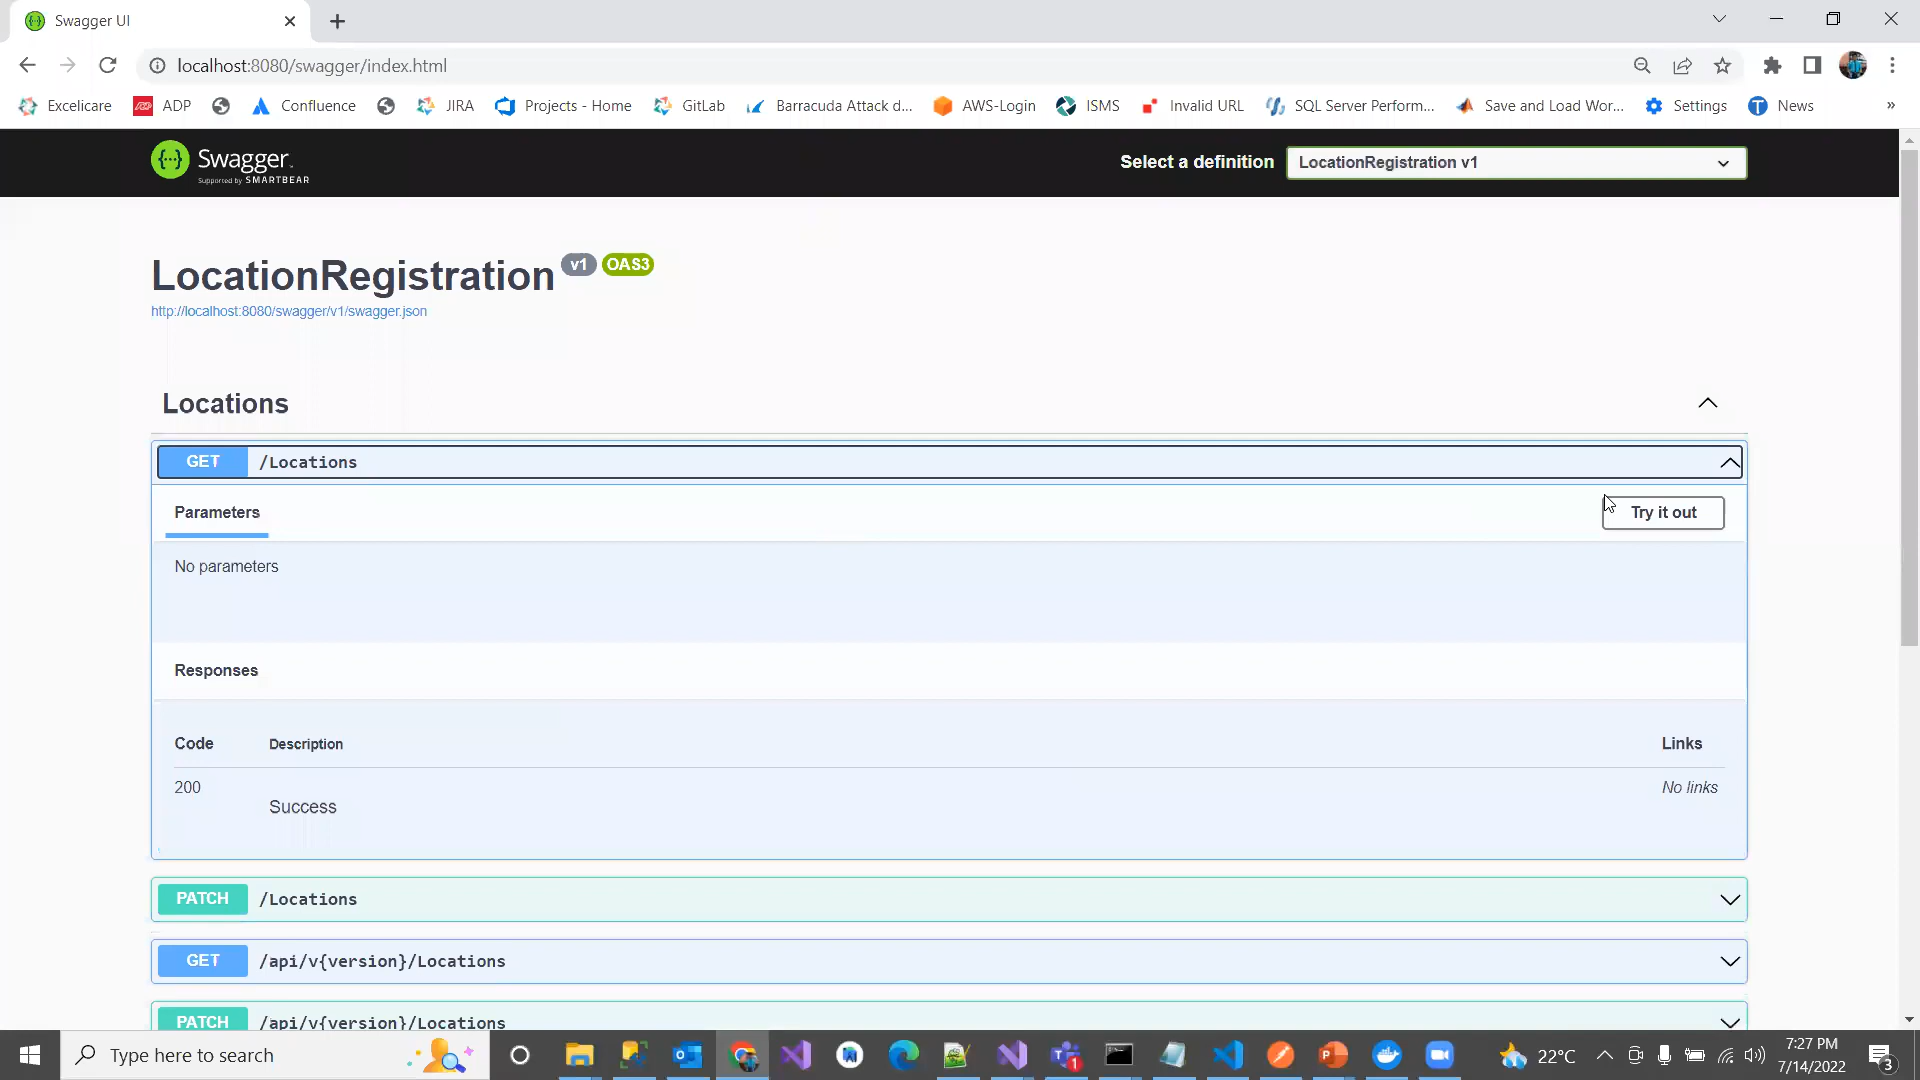 Swagger UI
localhost:8080/swagger/index.html
Excelicare ADP Confluence JIRA Projects - Home GitLab Barracuda Attack d... AWS-Login ISMS Invalid URL SQL Server Perform... Save and Load Wor... Settings News »
Swagger Select a definition LocationRegistration v1
Supported by SMARTBEAR
LocationRegistration v1 OAS3
http://localhost:8080/swagger/v1/swagger.json
Locations
GET /Locations
Parameters Try it out
No parameters
Responses
Code Description Links
200 No links
Success
PATCH /Locations
GET /api/v{version}/Locations
PATCH /api/v{version}/Locations
Type here to search 1 22°C 7:27 PM
7/14/2022 3